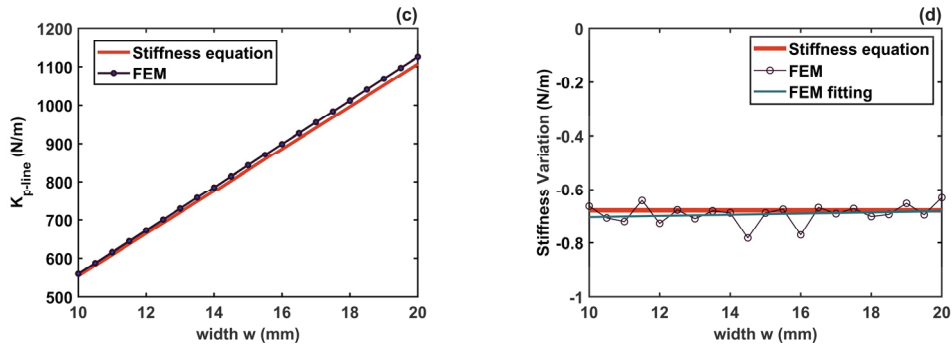 (c)
1200
1100
1000
900
800
700
600
500
K_p-line (N/m)
Stiffness equation
FEM
10 12 14 16 18 20
width w (mm)
(d)
0
-0.2
-0.4
-0.6
-0.8
-1
Stiffness Variation (N/m)
Stiffness equation
FEM
FEM fitting
10 12 14 16 18 20
width w (mm)